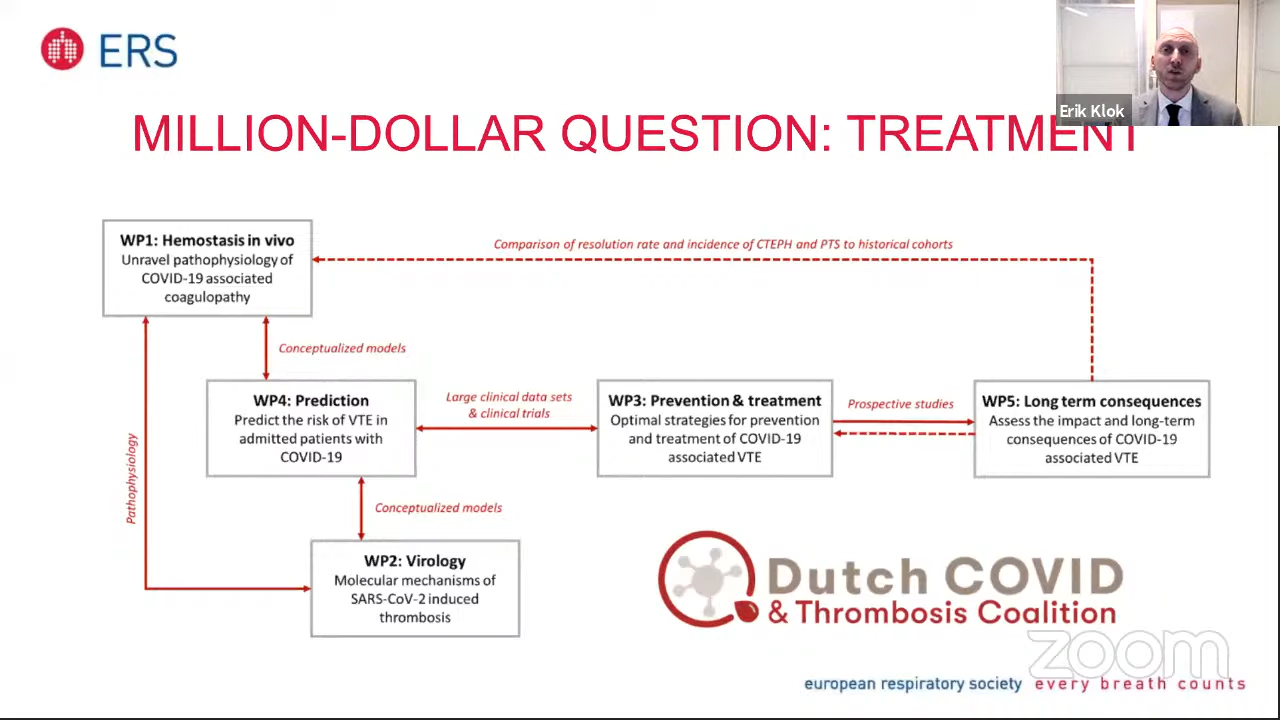 ERS
Erik Klok
MILLION-DOLLAR QUESTION: TREATMENT
WP1: Hemostasis in vivo
Unravel pathophysiology of
COVID-19 associated
coagulopathy
Comparison of resolution rate and incidence of CTEPH and PTS to historical cohorts
Conceptualized models
WP4: Prediction
Predict the risk of VTE in
admitted patients with
COVID-19
Large clinical data sets
& clinical trials
WP3: Prevention & treatment
Optimal strategies for prevention
and treatment of COVID-19
associated VTE
Prospective studies
WP5: Long term consequences
Assess the impact and long-term
consequences of COVID-19
associated VTE
Pathophysiology
Conceptualized models
WP2: Virology
Molecular mechanisms of
SARS-CoV-2 induced
thrombosis
Dutch COVID
& Thrombosis Coalition
zoom
european respiratory society every breath counts